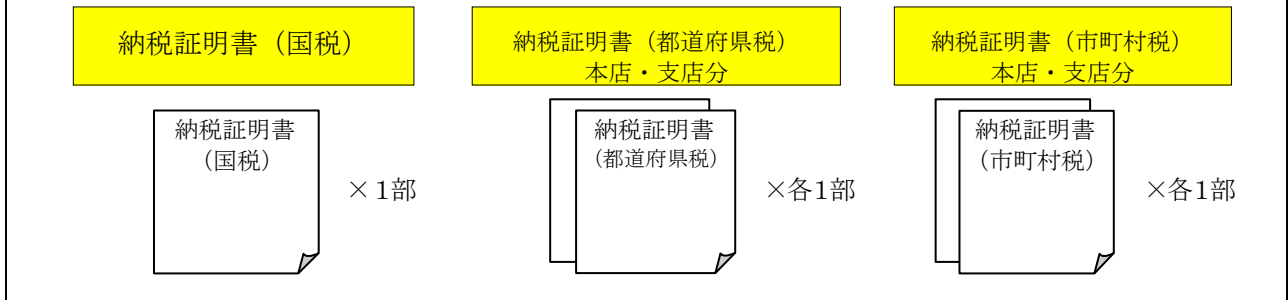 納税証明書（国税）
納税証明書（都道府県税）
本店・支店分
納税証明書（市町村税）
本店・支店分
納税証明書
（国税）
×1部
納税証明書
（都道府県税）
×各1部
納税証明書
（市町村税）
×各1部